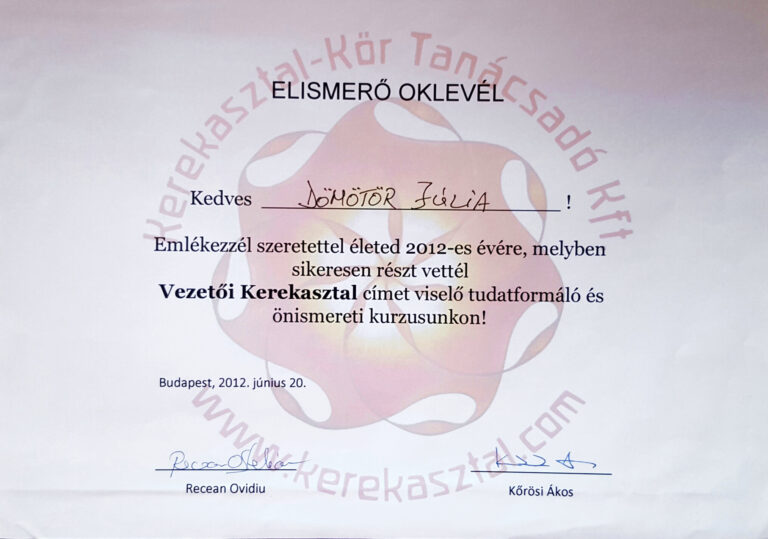 Kerekasztal-Kör Tanácsadó Kft
ELISMERŐ OKLEVÉL
Kedves DÖMÖTÖR JÚLIA !
Emlékezzél szeretettel életed 2012-es évére, melyben
sikeresen részt vettél
Vezetői Kerekasztal címet viselő tudatformáló és
önismereti kurzusunkon!
Budapest, 2012. június 20.
www.kerekasztal.com
Recean Ovidiu
Kőrösi Ákos